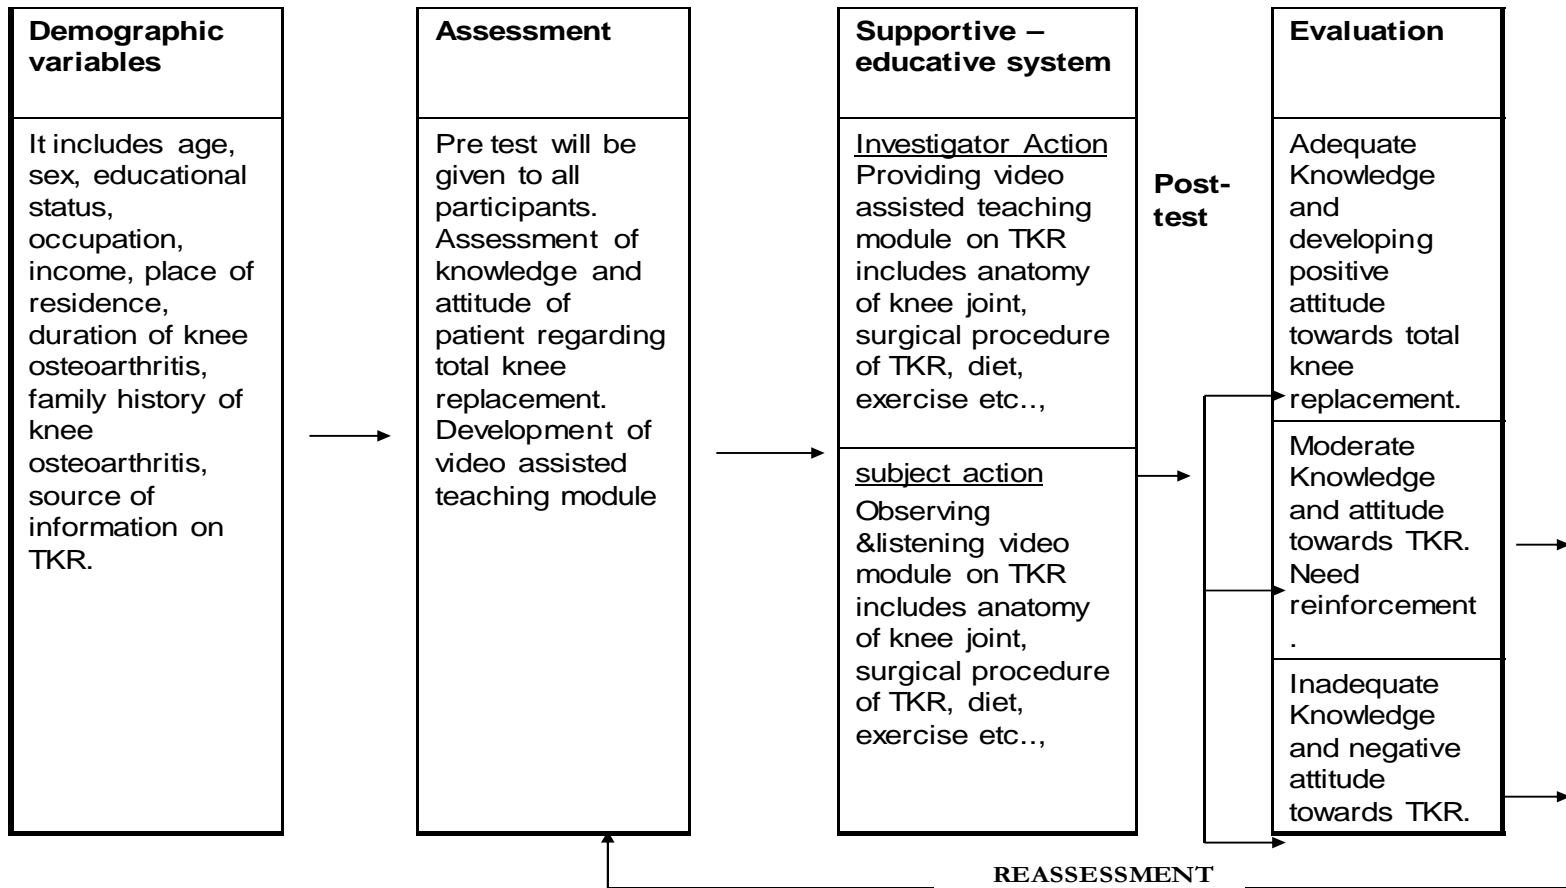 Demographic
variables
It includes age,
sex, educational
status,
occupation,
income, place of
residence,
duration of knee
osteoarthritis,
family history of
knee
osteoarthritis,
source of
information on
TKR.
Assessment
Pre test will be
given to all
participants.
Assessment of
knowledge and
attitude of
patient regarding
total knee
replacement.
Development of
video assisted
teaching module
Supportive –
educative system
Investigator Action
Providing video
assisted teaching
module on TKR
includes anatomy
of knee joint,
surgical procedure
of TKR, diet,
exercise etc..,
subject action
Observing
&listening video
module on TKR
includes anatomy
of knee joint,
surgical procedure
of TKR, diet,
exercise etc..,
Post-
test
Evaluation
Adequate
Knowledge
and
developing
positive
attitude
towards total
knee
replacement.
Moderate
Knowledge
and attitude
towards TKR.
Need
reinforcement
.
Inadequate
Knowledge
and negative
attitude
towards TKR.
REASSESSMENT